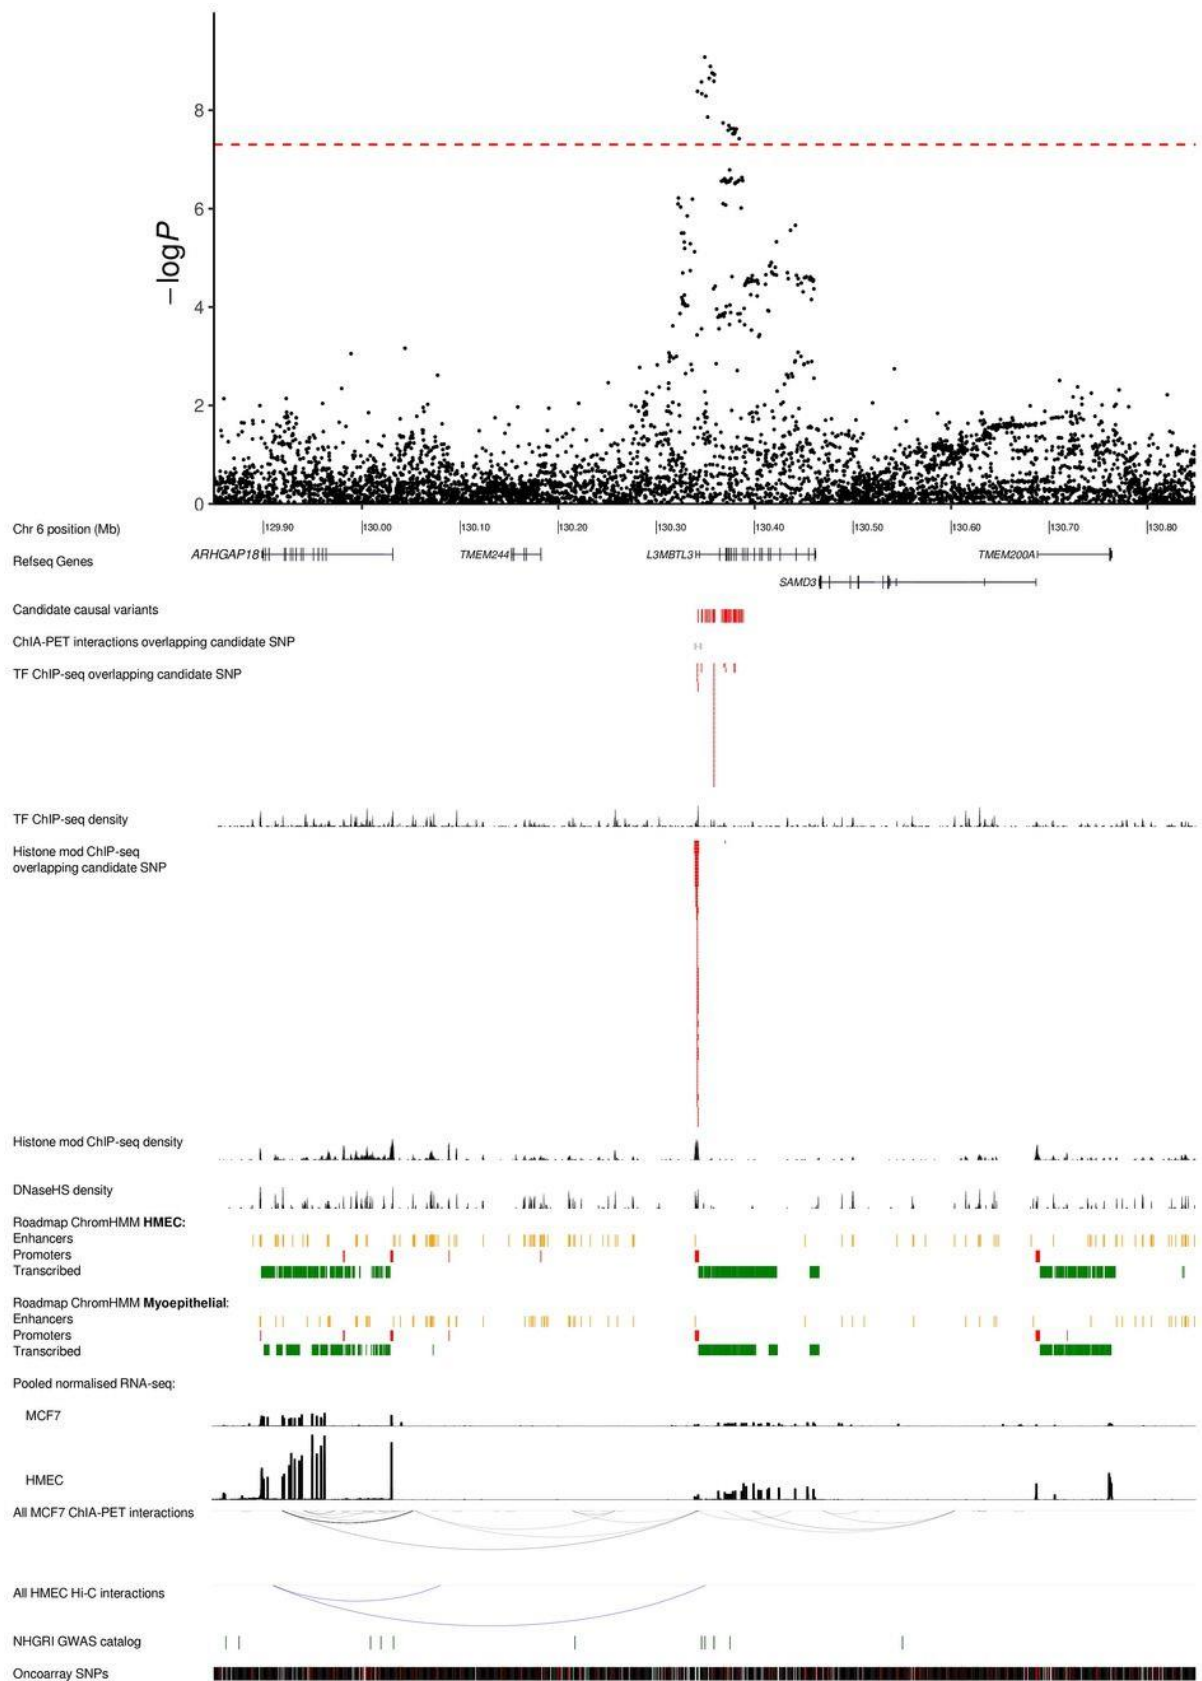 8
6
4
2
0
−logP
Chr 6 position (Mb) |129.90 |130.00 |130.10 |130.20 |130.30 |130.40 |130.50 |130.60 |130.70 |130.80
Refseq Genes ARHGAP18 TMEM244 L3MBTL3 TMEM200A
SAMD3
Candidate causal variants
ChIA-PET interactions overlapping candidate SNP
TF ChIP-seq overlapping candidate SNP
TF ChIP-seq density
Histone mod ChIP-seq
overlapping candidate SNP
Histone mod ChIP-seq density
DNaseHS density
Roadmap ChromHMM HMEC:
Enhancers
Promoters
Transcribed
Roadmap ChromHMM Myoepithelial:
Enhancers
Promoters
Transcribed
Pooled normalised RNA-seq:
MCF7
HMEC
All MCF7 ChIA-PET interactions
All HMEC Hi-C interactions
NHGRI GWAS catalog
Oncoarray SNPs